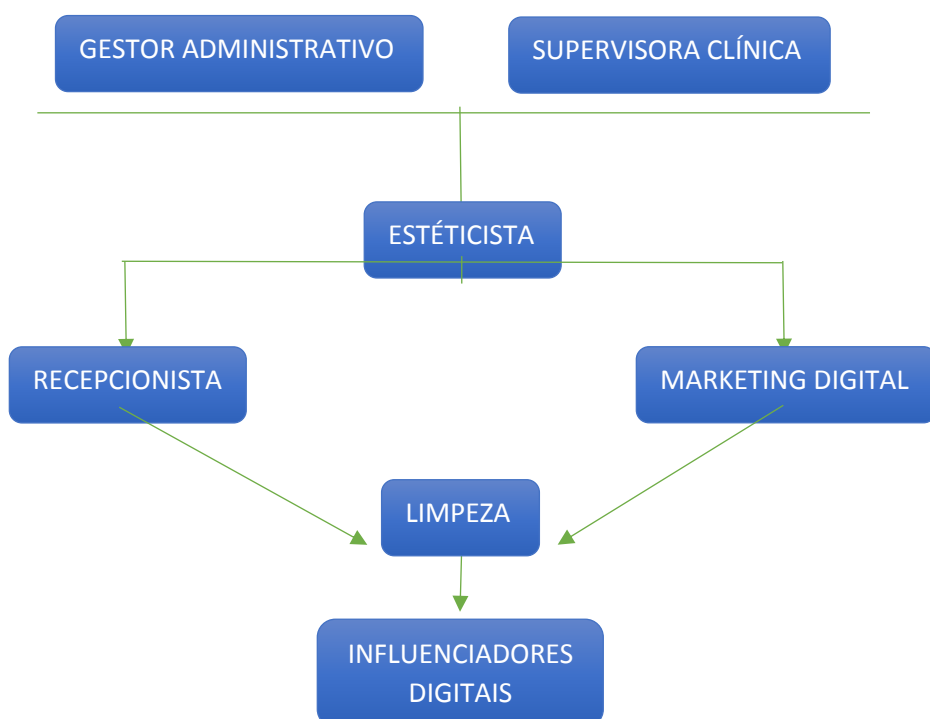 GESTOR ADMINISTRATIVO
SUPERVISORA CLÍNICA
ESTÉTICISTA
RECEPCIONISTA
MARKETING DIGITAL
LIMPEZA
INFLUENCIADORES
DIGITAIS